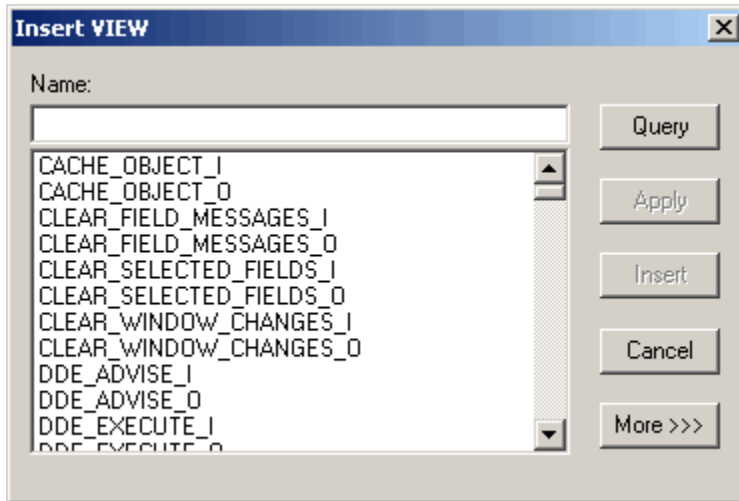 Insert VIEW
Name:
Query
CACHE_OBJECT_I
CACHE_OBJECT_O
CLEAR_FIELD_MESSAGES_I
CLEAR_FIELD_MESSAGES_O
CLEAR_SELECTED_FIELDS_I
CLEAR_SELECTED_FIELDS_O
CLEAR_WINDOW_CHANGES_I
CLEAR_WINDOW_CHANGES_O
DDE_ADVISE_I
DDE_ADVISE_O
DDE_EXECUTE_I
DDE_EXECUTE_O
Apply
Insert
Cancel
More >>>